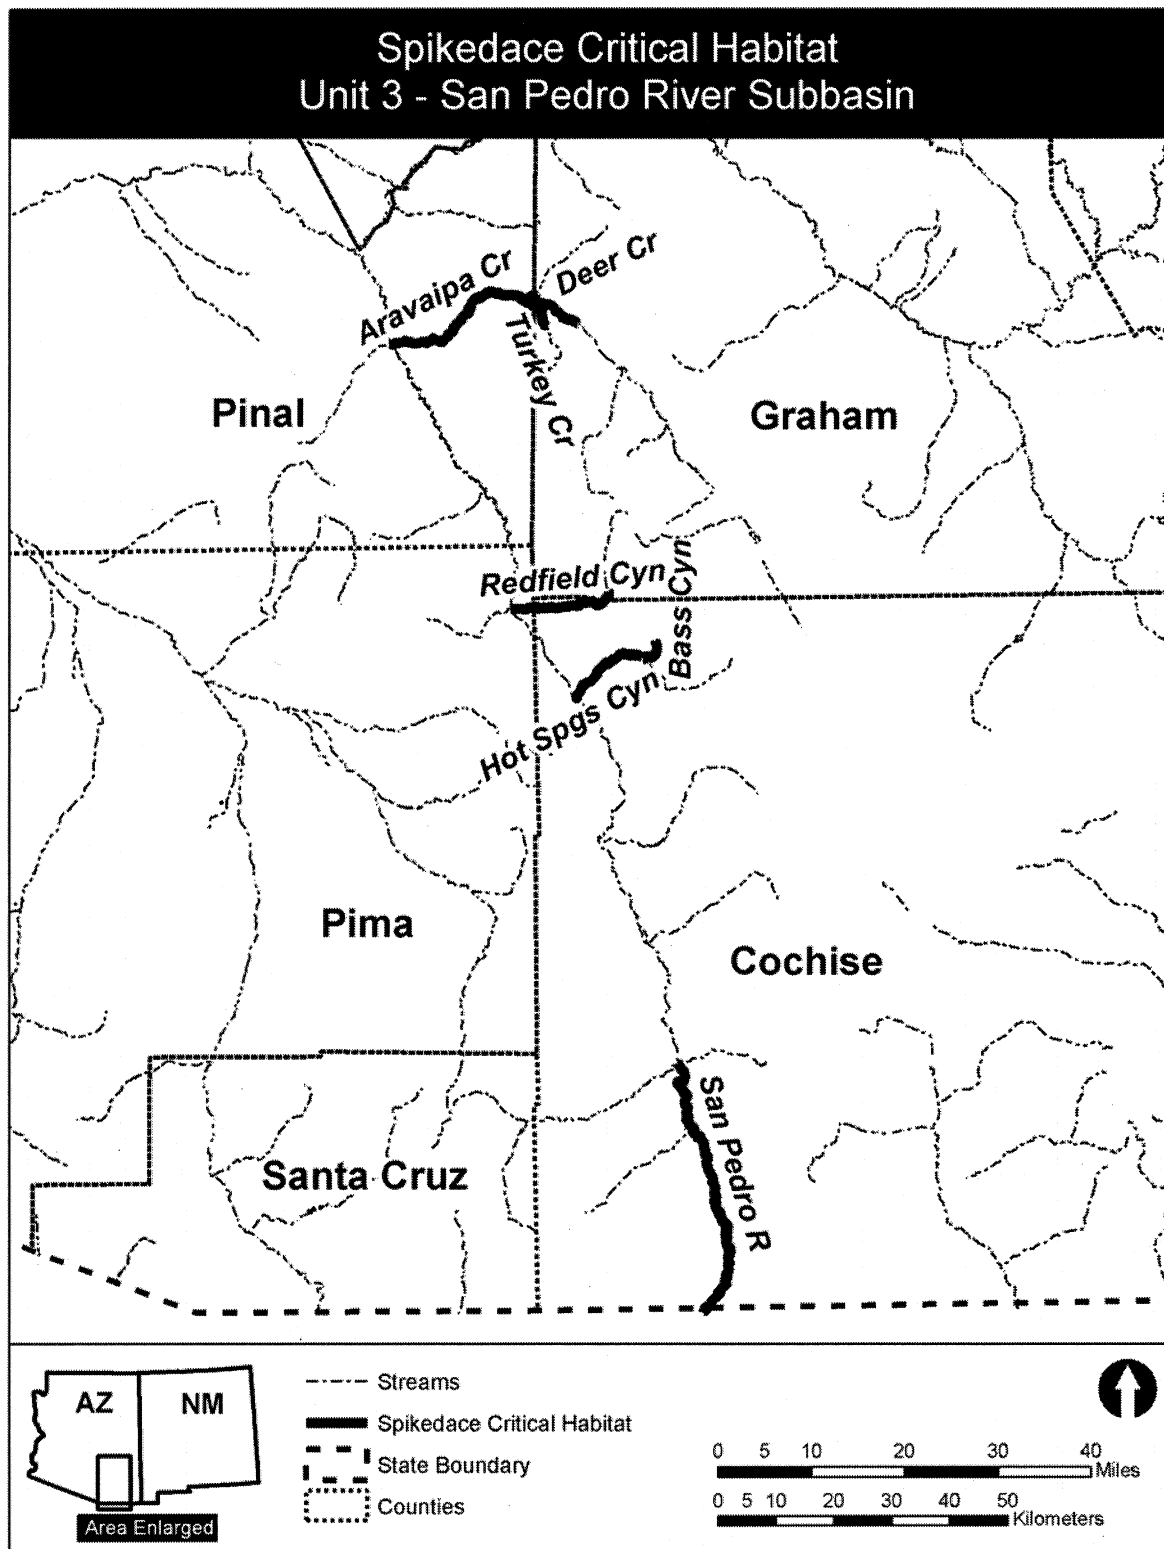 Spikedace Critical Habitat
Unit 3 - San Pedro River Subbasin
Aravaipa Cr
Deer Cr
Turkey Cr
Pinal
Graham
Redfield Cyn
Bass Cyn
Hot Spgs Cyn
Pima
Cochise
San Pedro R
Santa Cruz
AZ
NM
Area Enlarged
Streams
Spikedace Critical Habitat
State Boundary
Counties
0 5 10 20 30 40
Miles
0 5 10 20 30 40 50
Kilometers